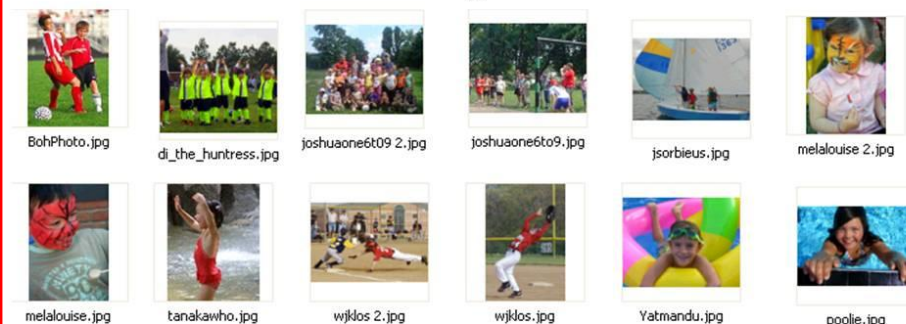 BohPhoto.jpg
di_the_huntress.jpg
joshuaone6t09 2.jpg
joshuaone6to9.jpg
jsorbieus.jpg
melalouise 2.jpg
melalouise.jpg
tanakawho.jpg
wjklos 2.jpg
wjklos.jpg
Yatmandu.jpg
poolie.jpg